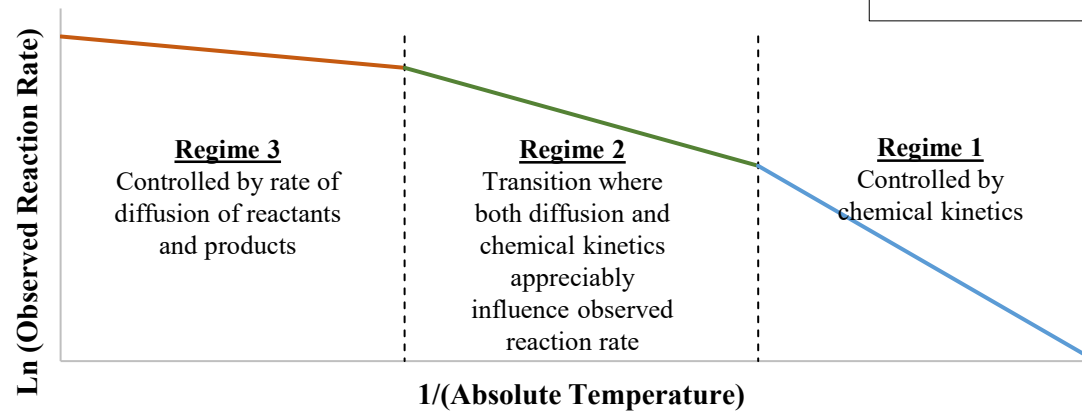 Ln (Observed Reaction Rate)
Regime 3
Controlled by rate of
diffusion of reactants
and products
Regime 2
Transition where
both diffusion and
chemical kinetics
appreciably
influence observed
reaction rate
Regime 1
Controlled by
chemical kinetics
1/(Absolute Temperature)